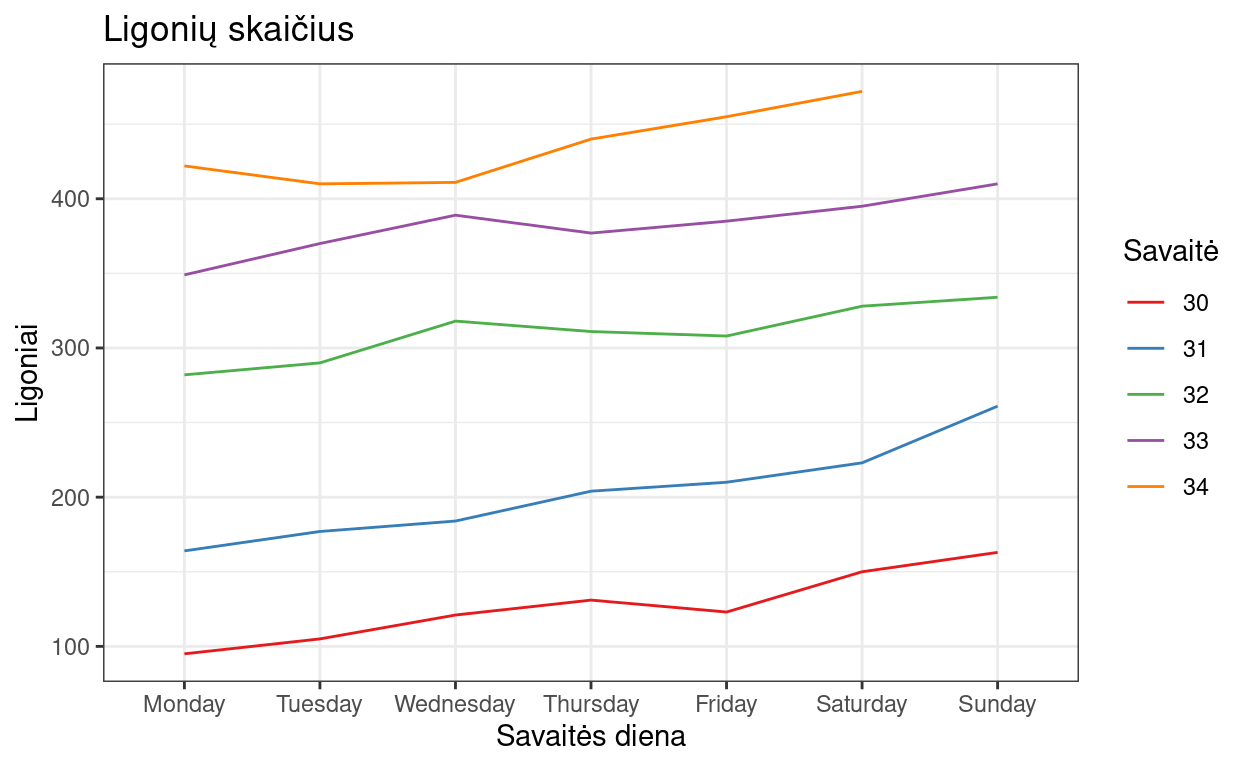 Ligonių skaičius
Ligoniai
400
300
200
100
Monday Tuesday Wednesday Thursday Friday Saturday Sunday
Savaitės diena
Savaitė
30
31
32
33
34